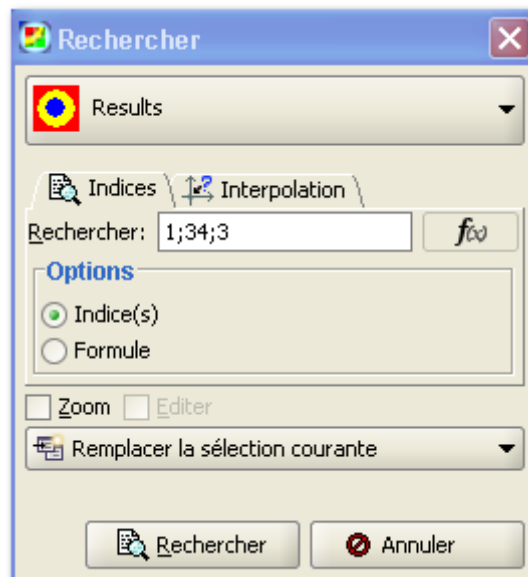 Rechercher
Results
Indices Interpolation
Rechercher: 1;34;3 f(x)
Options
Indice(s)
Formule
Zoom Editer
Remplacer la sélection courante
Rechercher Annuler